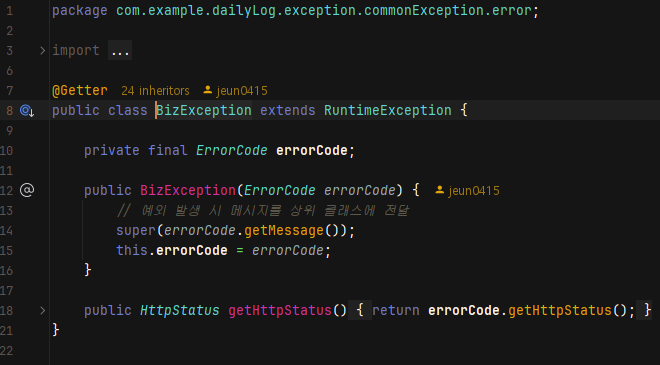 1 package com.example.dailyLog.exception.commonException.error;
2
3 import ...
6
7 @Getter 24 inheritors jeun0415
8 public class BizException extends RuntimeException {
9
10 private final ErrorCode errorCode;
11
12 public BizException(ErrorCode errorCode) { jeun0415
13 // 예외 발생 시 메시지를 상위 클래스에 전달
14 super(errorCode.getMessage());
15 this.errorCode = errorCode;
16 }
17
18 public HttpStatus getHttpStatus() { return errorCode.getHttpStatus(); }
21 }
22